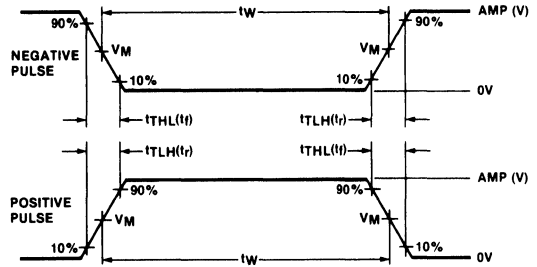 tW
AMP (V)
90% 90%
NEGATIVE
PULSE
VM VM
10% 10%
0V
tTHL(tf) tTLH(tr)
tTLH(tr) tTHL(tf)
AMP (V)
90% 90%
POSITIVE
PULSE
VM VM
10% 10%
tW
0V